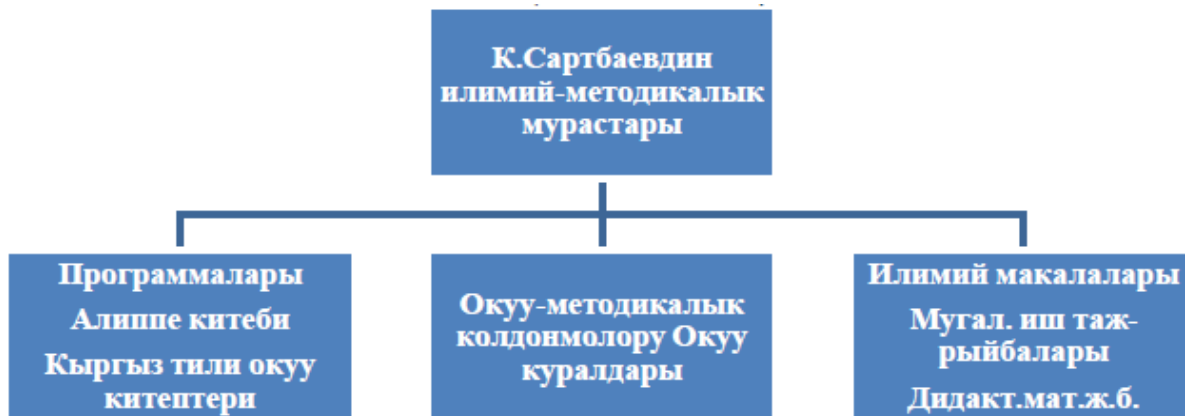 К.Сартбаевдин
илимий-методикалык
мурастары
Программалары
Алиппе китеби
Кыргыз тили окуу
китептери
Окуу-методикалык
колдонмолору Окуу
куралдары
Илимий макалалары
Мугал. иш таж-
рыйбалары
Дидакт.мат.ж.б.